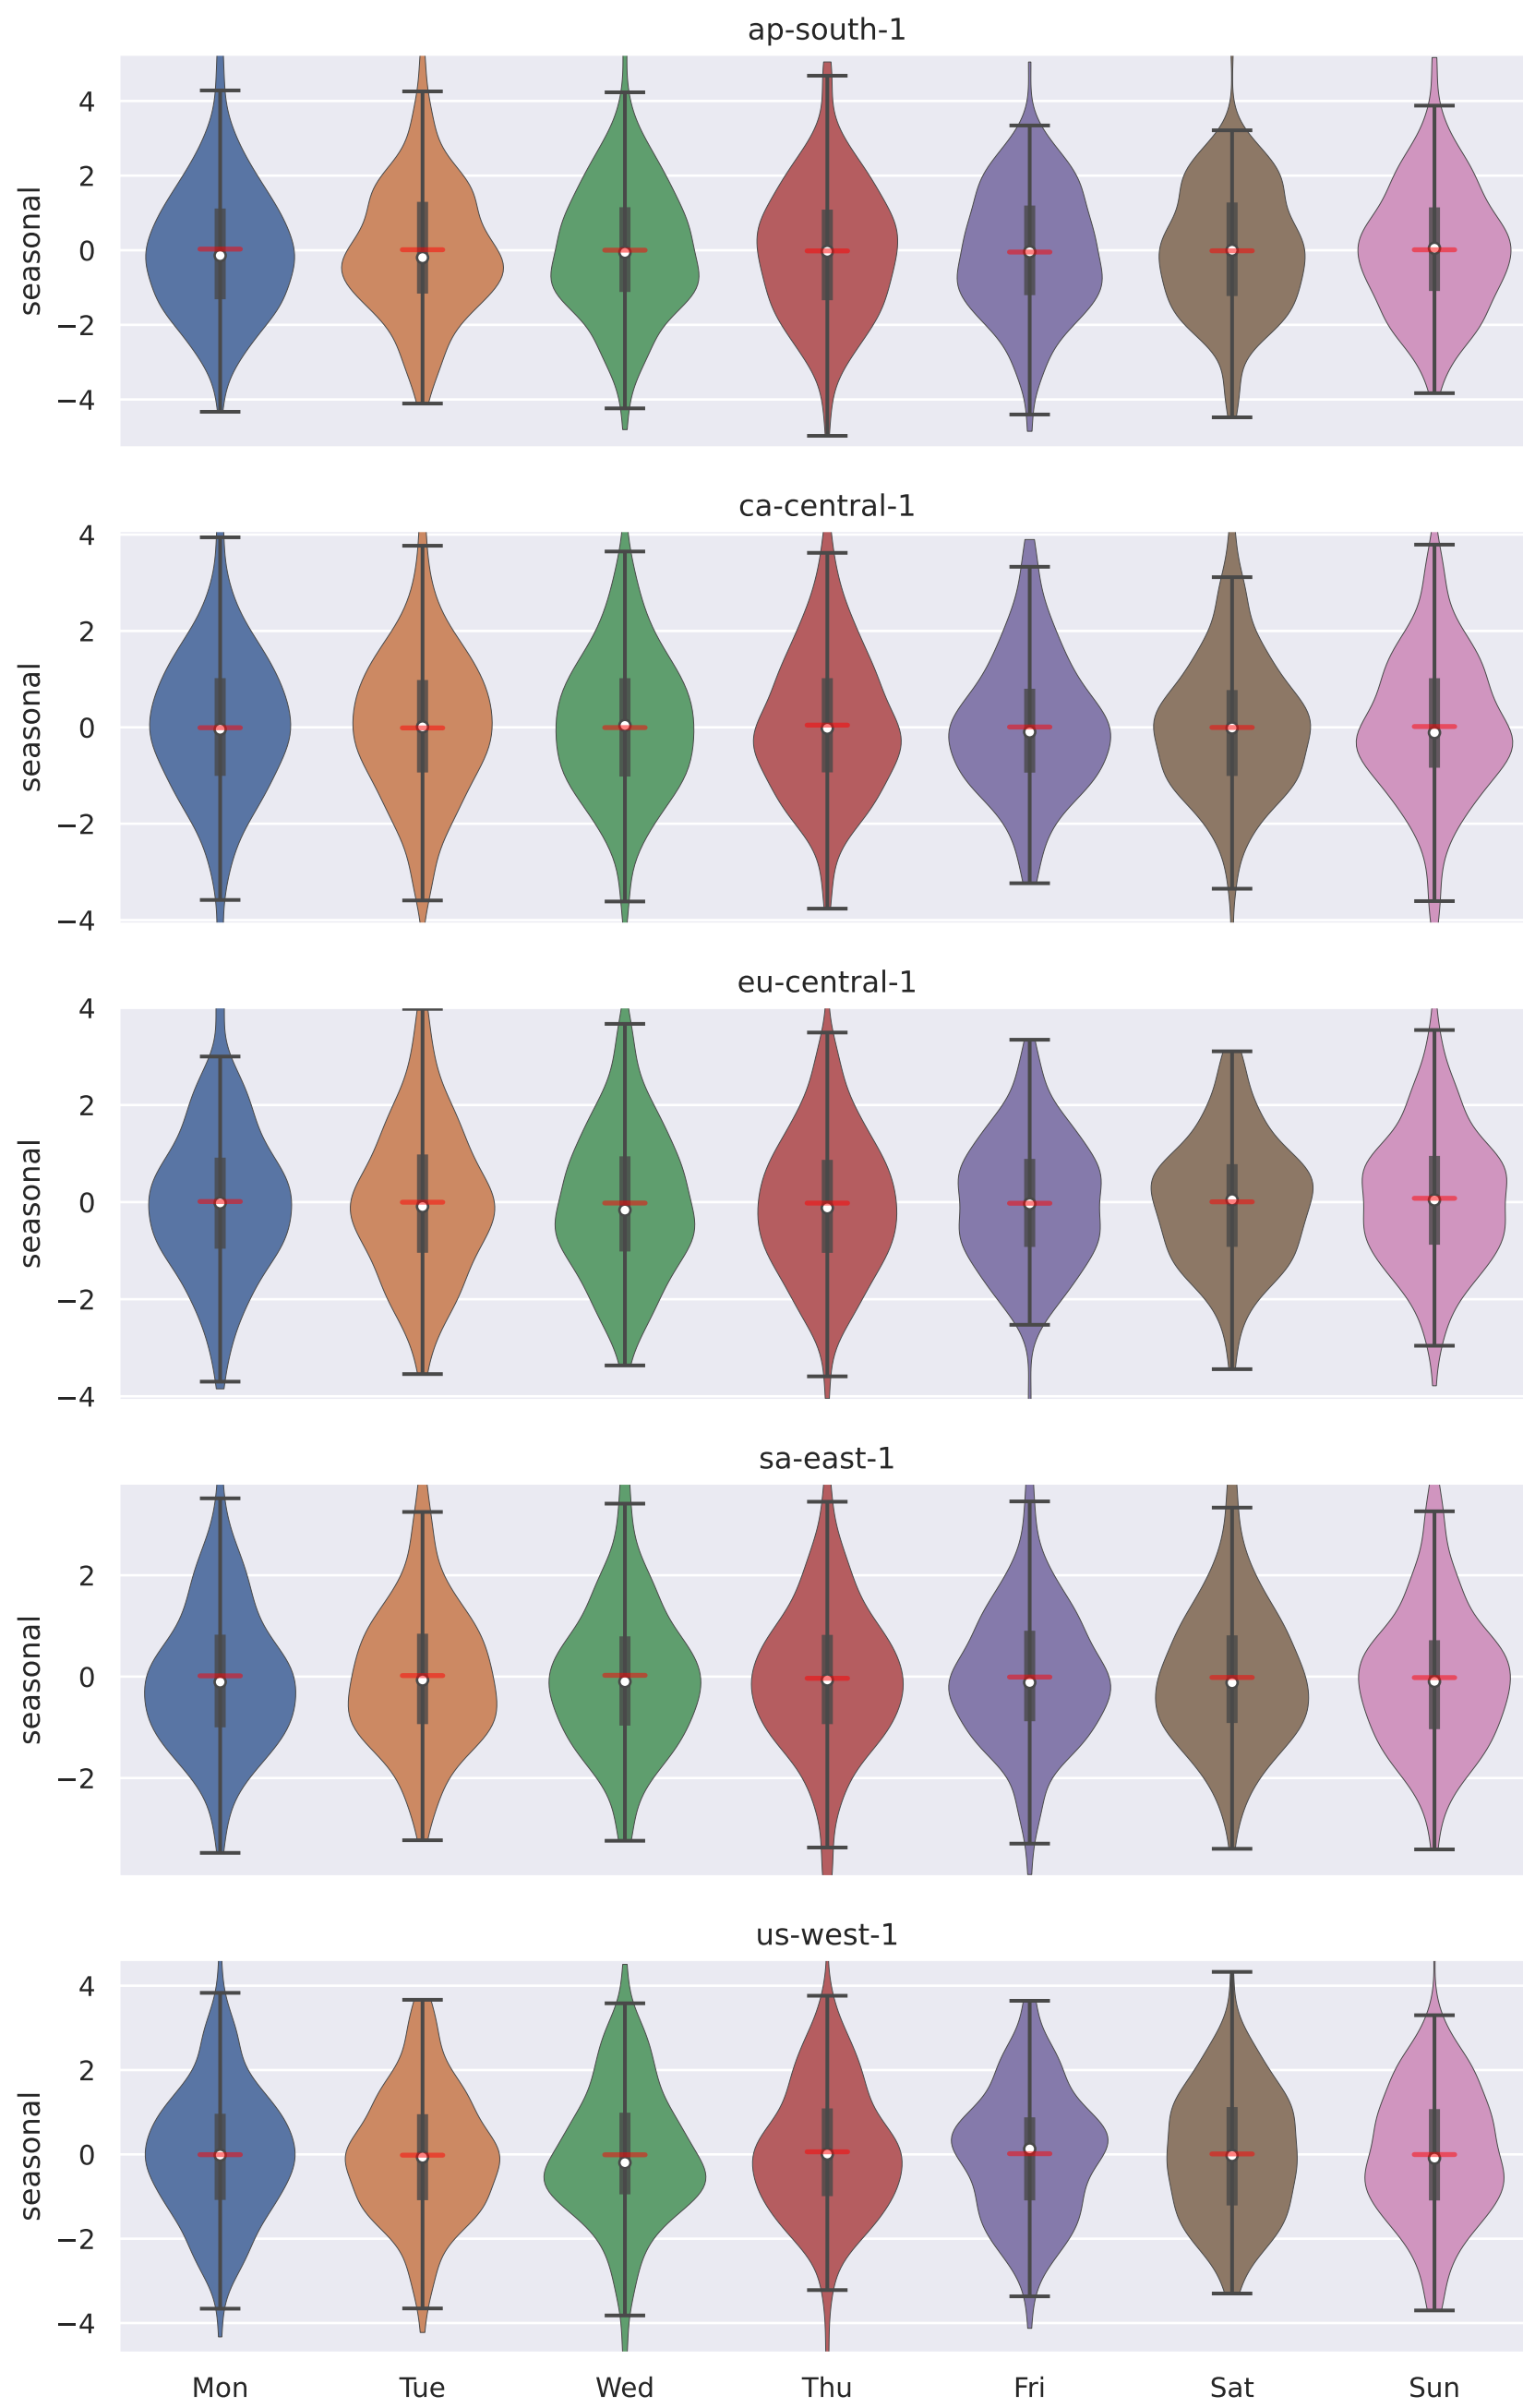 ap-south-1
4
2
0
−2
−4
seasonal
ca-central-1
4
2
0
−2
−4
seasonal
eu-central-1
4
2
0
−2
−4
seasonal
sa-east-1
2
0
−2
seasonal
us-west-1
4
2
0
−2
−4
seasonal
Mon Tue Wed Thu Fri Sat Sun